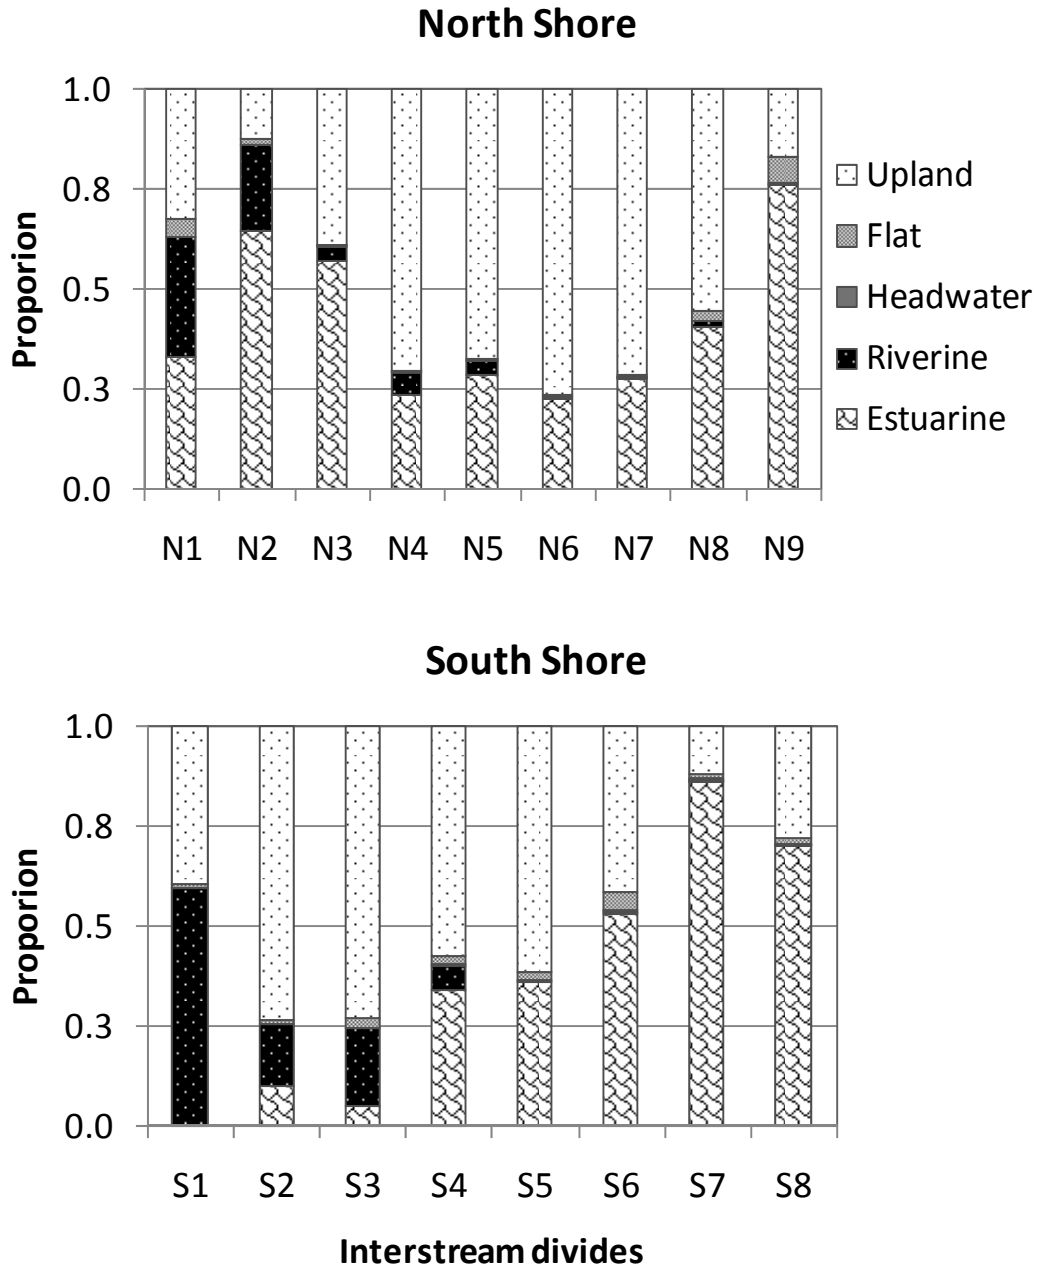 North Shore
1.0
0.8
0.5
0.3
0.0
Proporion
N1 N2 N3 N4 N5 N6 N7 N8 N9
Upland
Flat
Headwater
Riverine
Estuarine
South Shore
1.0
0.8
0.5
0.3
0.0
Proporion
S1 S2 S3 S4 S5 S6 S7 S8
Interstream divides